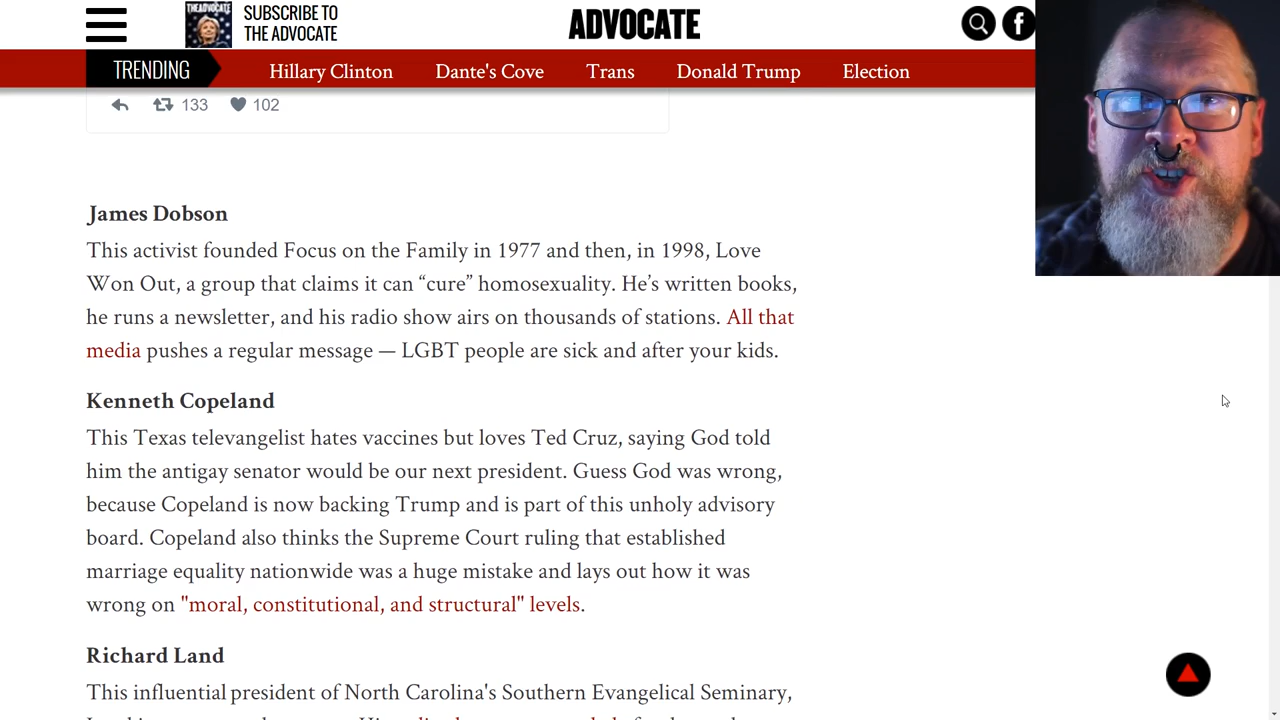 THE ADVOCATE
SUBSCRIBE TO
THE ADVOCATE
ADVOCATE
TRENDING
Hillary Clinton
Dante's Cove
Trans
Donald Trump
Election
133
102
James Dobson
This activist founded Focus on the Family in 1977 and then, in 1998, Love
Won Out, a group that claims it can “cure” homosexuality. He’s written books,
he runs a newsletter, and his radio show airs on thousands of stations. All that
media pushes a regular message — LGBT people are sick and after your kids.
Kenneth Copeland
This Texas televangelist hates vaccines but loves Ted Cruz, saying God told
him the antigay senator would be our next president. Guess God was wrong,
because Copeland is now backing Trump and is part of this unholy advisory
board. Copeland also thinks the Supreme Court ruling that established
marriage equality nationwide was a huge mistake and lays out how it was
wrong on "moral, constitutional, and structural" levels.
Richard Land
This influential president of North Carolina's Southern Evangelical Seminary,